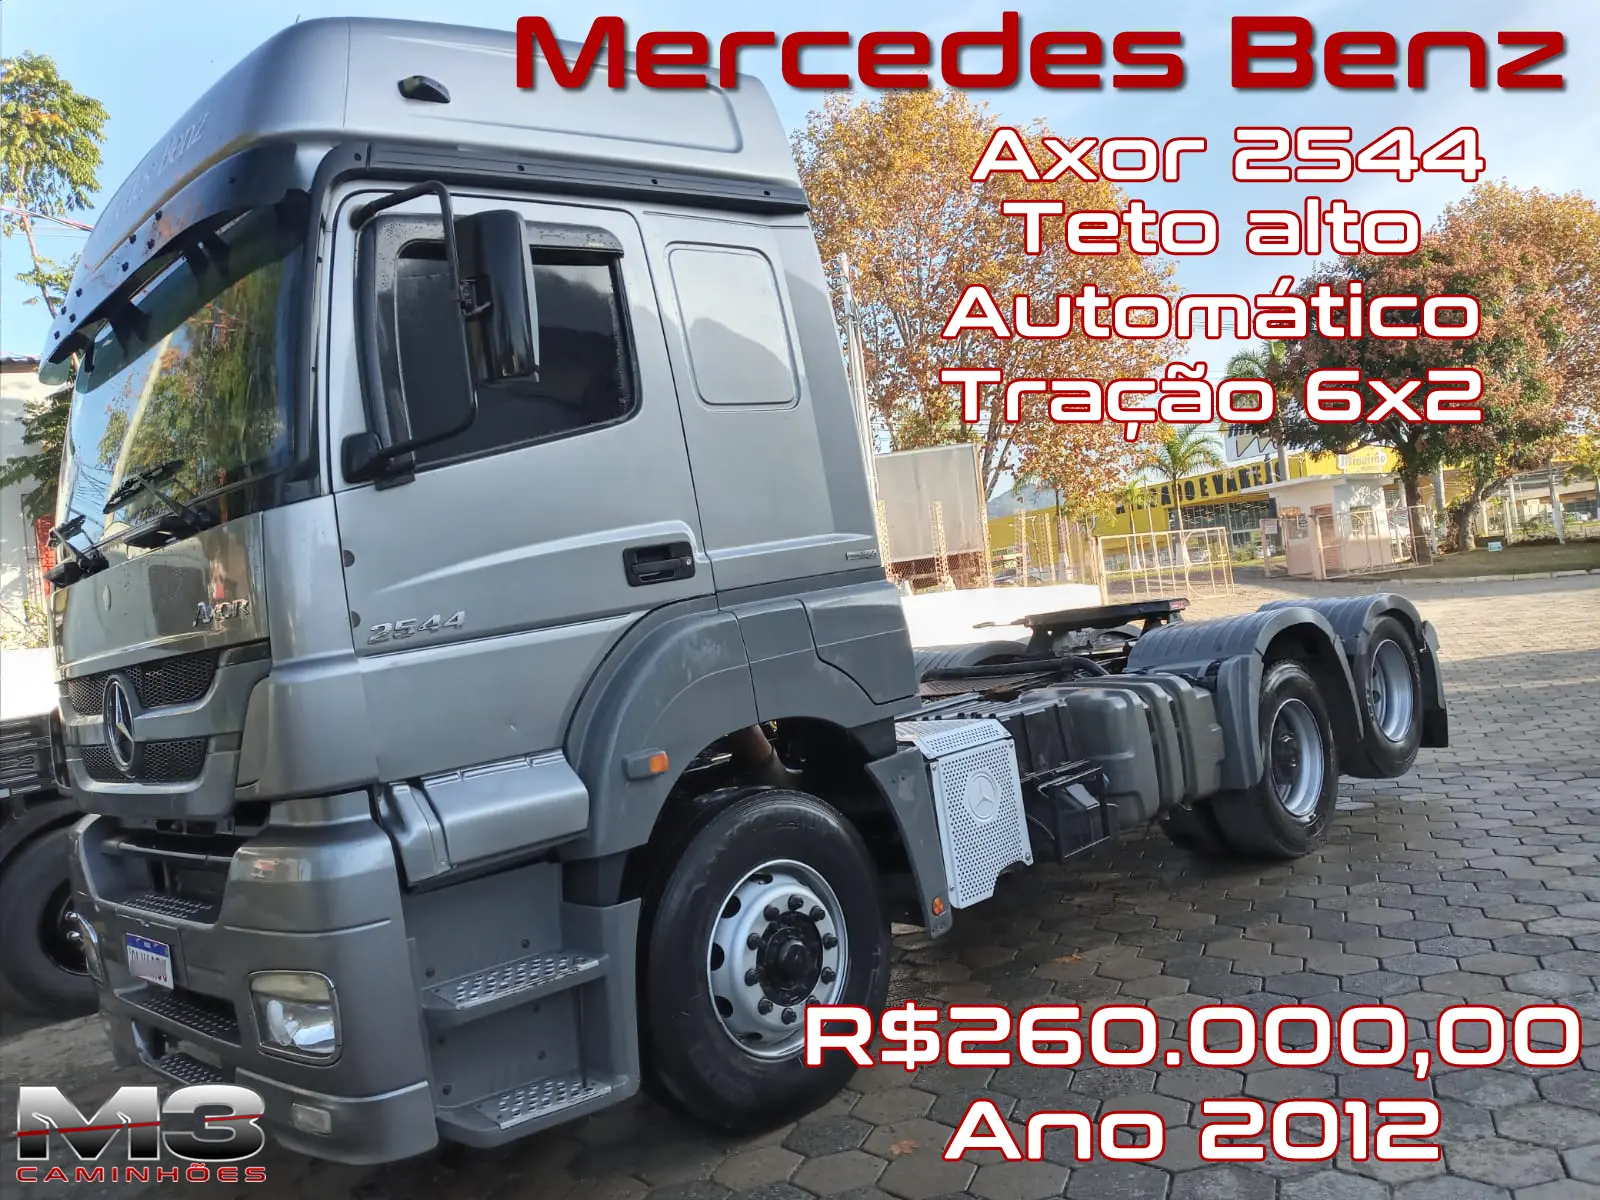 Mercedes Benz
Axor 2544
Teto alto
Automático
Tração 6x2
AXOR
2544
R$260.000,00
Ano 2012
M3
CAMINHÕES